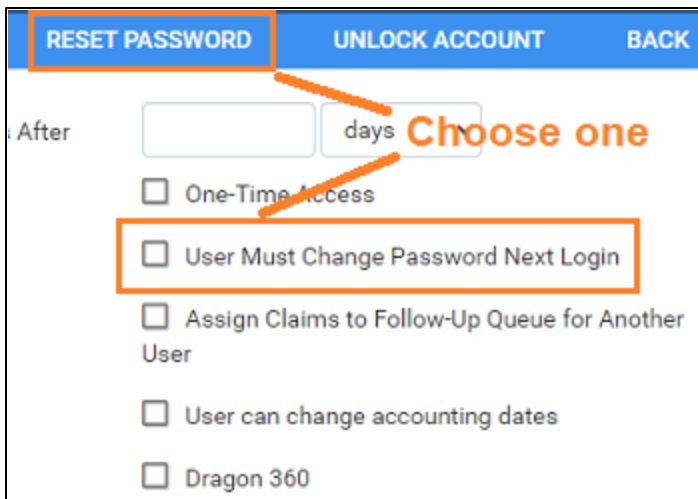 RESET PASSWORD UNLOCK ACCOUNT BACK
After days Choose one
One-Time Access
User Must Change Password Next Login
Assign Claims to Follow-Up Queue for Another
User
User can change accounting dates
Dragon 360